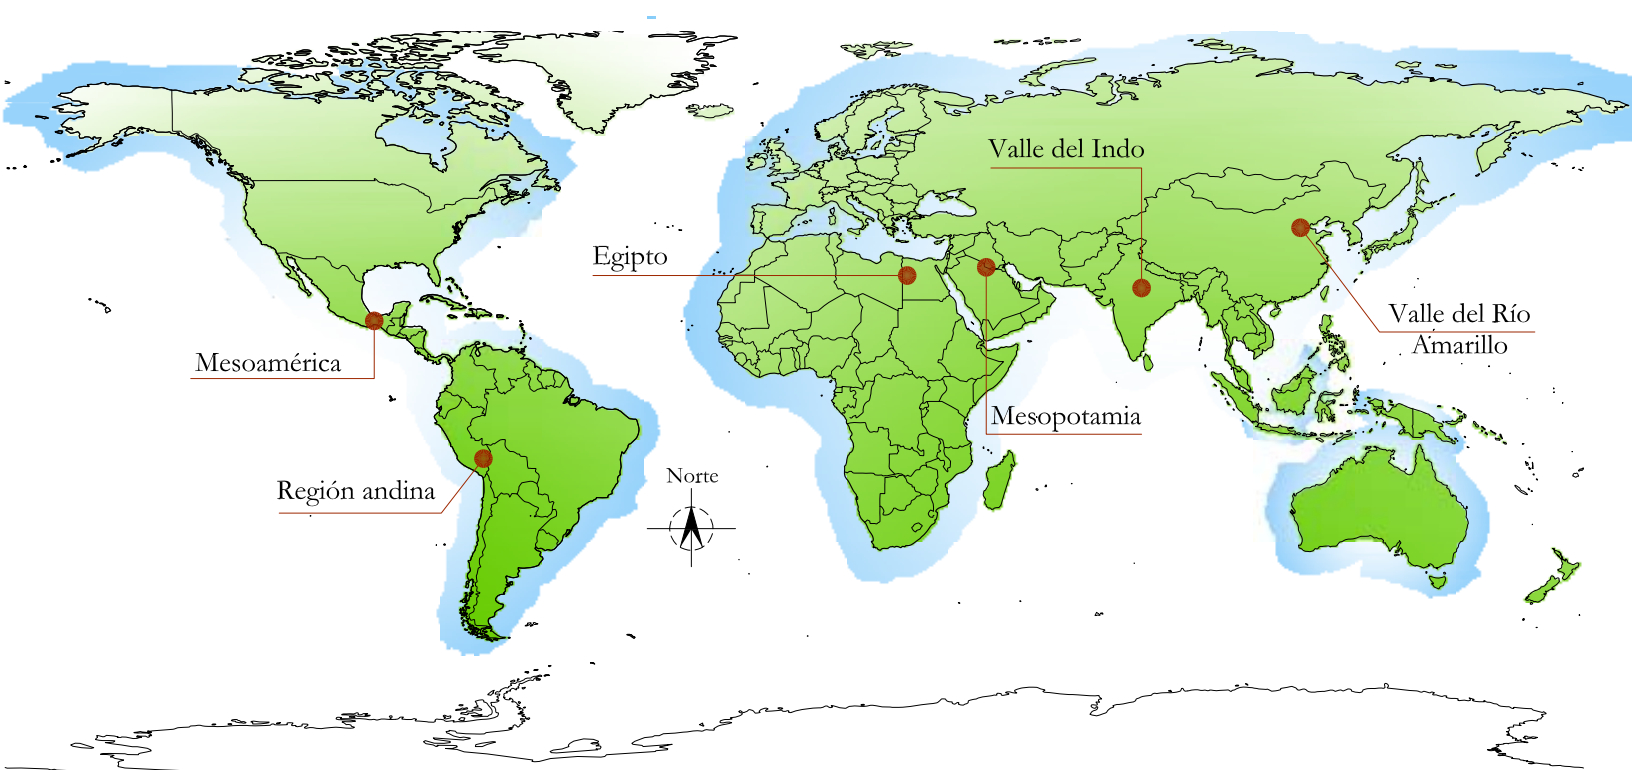 Valle del Indo
Egipto
Valle del Río
Amarillo
Mesoamérica
Mesopotamia
Región andina
Norte